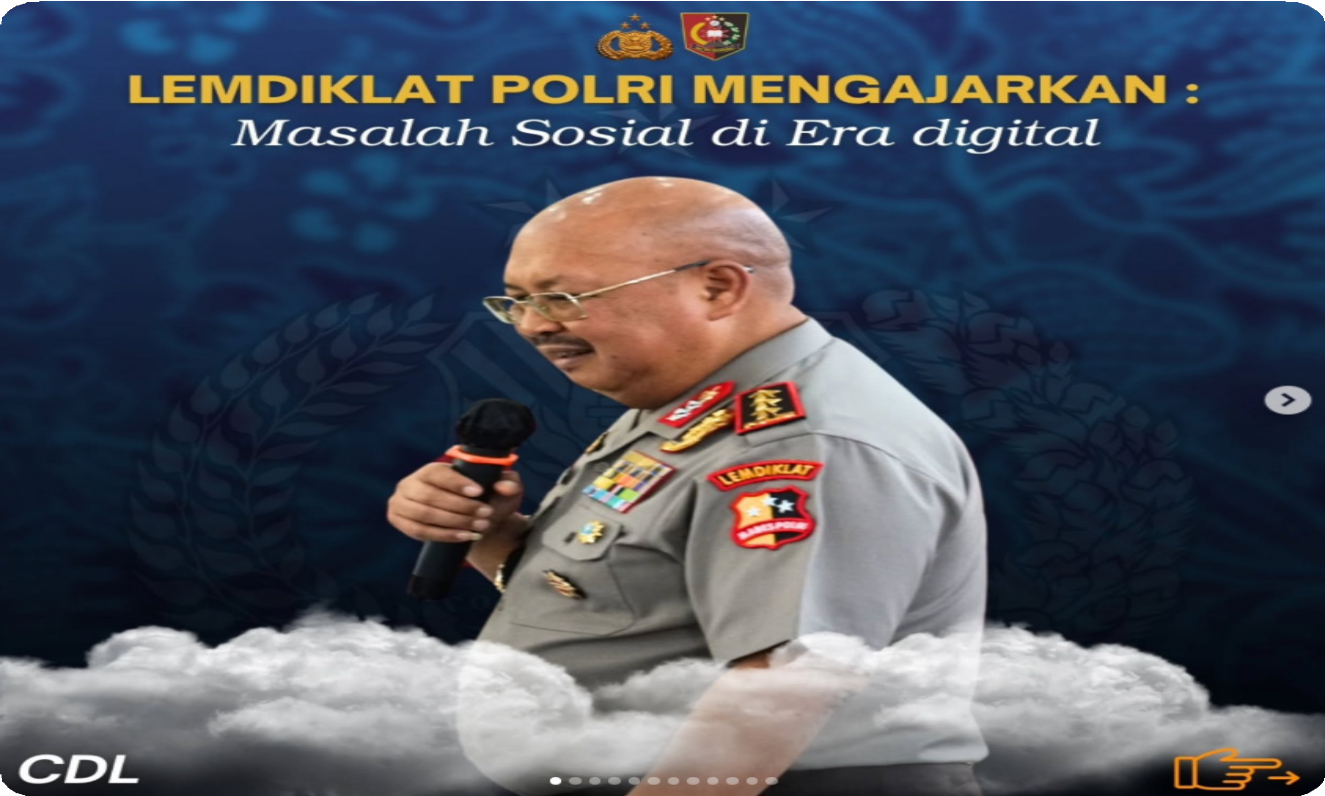 LEMDIKLAT POLRI MENGAJARKAN :
Masalah Sosial di Era digital
LEMDIKLAT
CDL